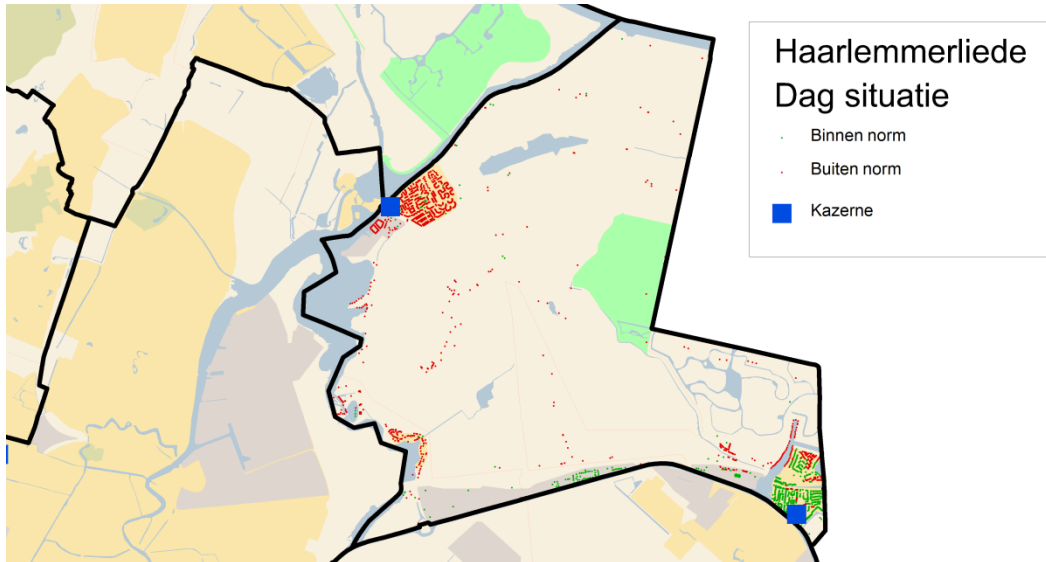 Haarlemmerliede
Dag situatie
Binnen norm
Buiten norm
Kazerne